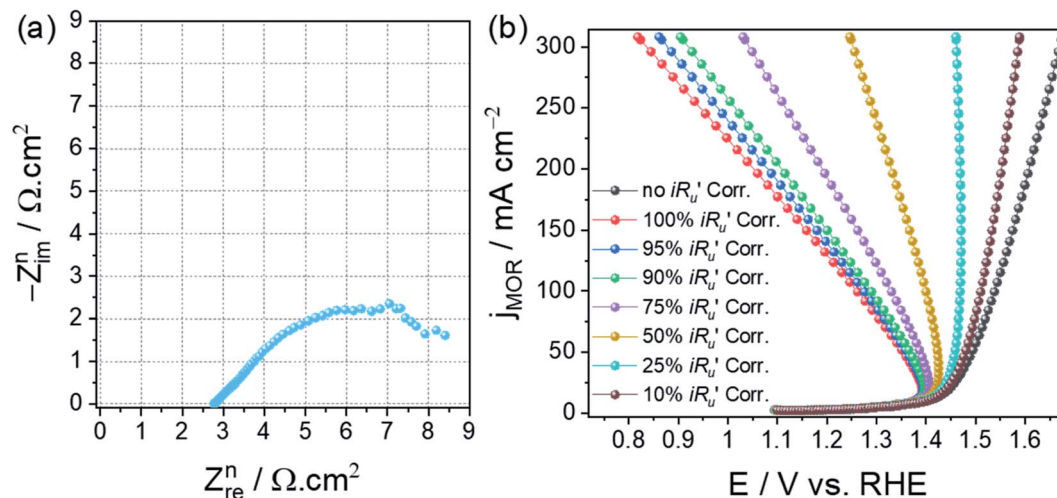 (a)
9
8
7
6
5
4
3
2
1
0
−Z^n_im / Ω.cm²
0 1 2 3 4 5 6 7 8 9
Z^n_re / Ω.cm²
(b)
300
250
200
150
100
50
0
j_MOR / mA cm⁻²
no iR_u' Corr.
100% iR_u' Corr.
95% iR_u' Corr.
90% iR_u' Corr.
75% iR_u' Corr.
50% iR_u' Corr.
25% iR_u' Corr.
10% iR_u' Corr.
0.8 0.9 1 1.1 1.2 1.3 1.4 1.5 1.6
E / V vs. RHE